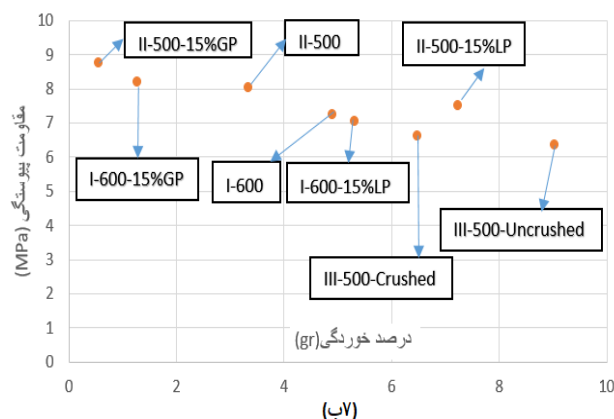 مقاومت پیوستگی (MPa)
10
9
8
7
6
5
4
3
2
1
0
II-500-15%GP
II-500
II-500-15%LP
I-600-15%GP
I-600
I-600-15%LP
III-500-Uncrushed
III-500-Crushed
درصد خوردگی(gr)
0 2 4 6 8 10
(۷ب)